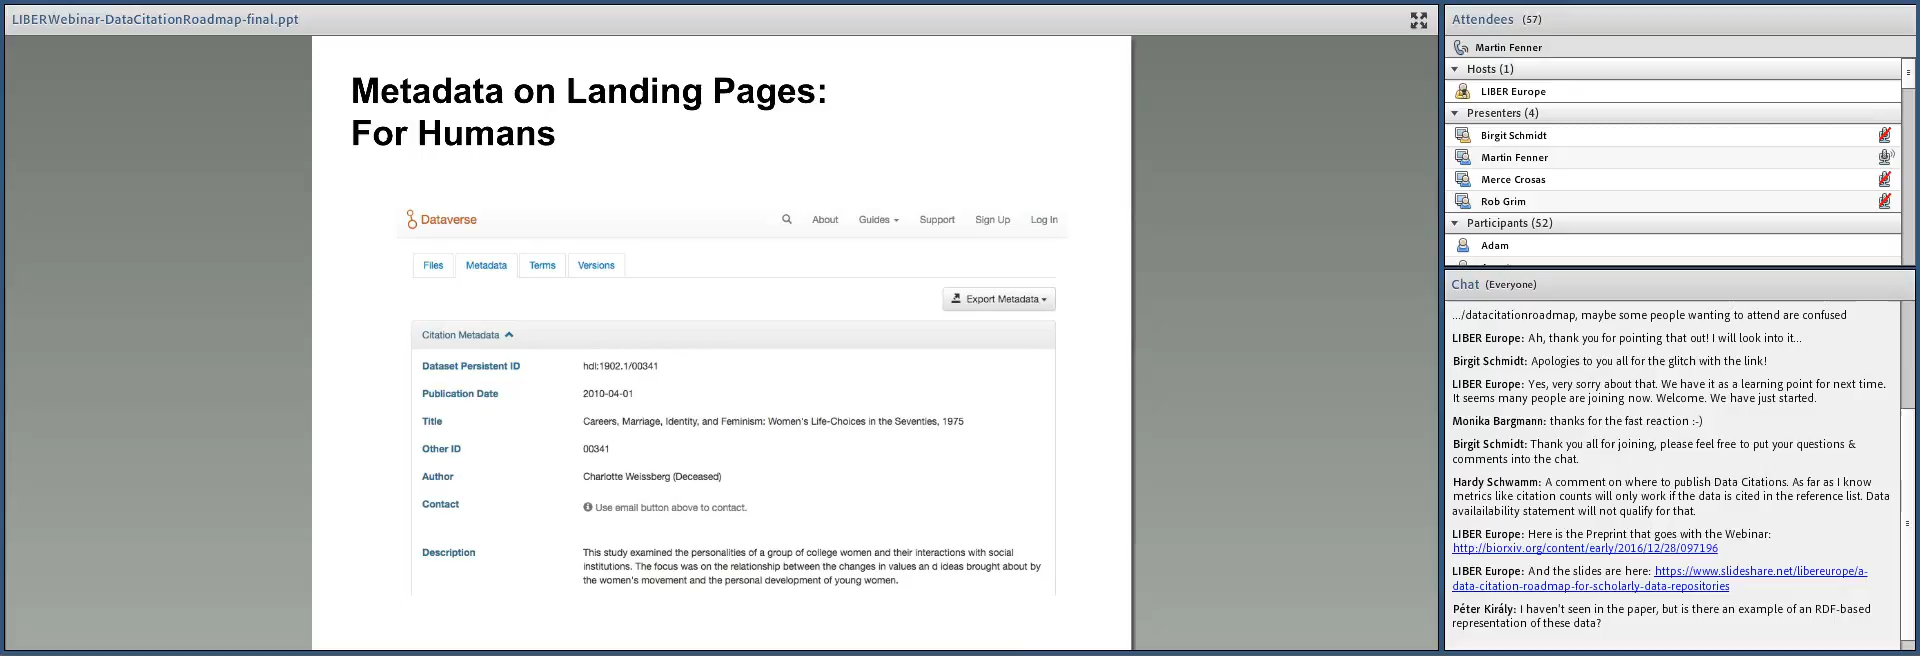 LIBERWebinar-DataCitationRoadmap-final.ppt
Metadata on Landing Pages:
For Humans
Dataverse
About
Guides
Support
Sign Up
Log In
Files
Metadata
Terms
Versions
Export Metadata
Citation Metadata
Dataset Persistent ID
hdl:1902.1/00341
Publication Date
2010-04-01
Title
Careers, Marriage, Identity, and Feminism: Women's Life-Choices in the Seventies, 1975
Other ID
00341
Author
Charlotte Weissberg (Deceased)
Contact
Use email button above to contact.
Description
This study examined the personalities of a group of college women and their interactions with social
institutions. The focus was on the relationship between the changes in values an d ideas brought about by
the women's movement and the personal development of young women.
Attendees (57)
Martin Fenner
Hosts (1)
LIBER Europe
Presenters (4)
Birgit Schmidt
Martin Fenner
Merce Crosas
Rob Grim
Participants (52)
Adam
Chat (Everyone)
.../datacitationroadmap, maybe some people wanting to attend are confused
LIBER Europe: Ah, thank you for pointing that out! I will look into it...
Birgit Schmidt: Apologies to you all for the glitch with the link!
LIBER Europe: Yes, very sorry about that. We have it as a learning point for next time.
It seems many people are joining now. Welcome. We have just started.
Monika Bargmann: thanks for the fast reaction :-)
Birgit Schmidt: Thank you all for joining, please feel free to put your questions &
comments into the chat.
Hardy Schwamm: A comment on where to publish Data Citations. As far as I know
metrics like citation counts will only work if the data is cited in the reference list. Data
availailability statement will not qualify for that.
LIBER Europe: Here is the Preprint that goes with the Webinar:
http://biorxiv.org/content/early/2016/12/28/097196
LIBER Europe: And the slides are here: https://www.slideshare.net/libereurope/a-
data-citation-roadmap-for-scholarly-data-repositories
Péter Király: I haven't seen in the paper, but is there an example of an RDF-based
representation of these data?